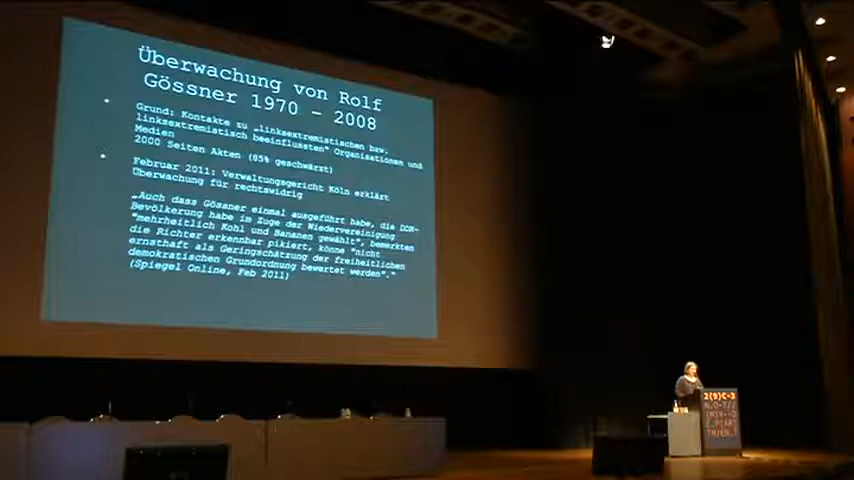 Überwachung von Rolf
Gössner 1970 - 2008
Grund: Kontakte zu „linksextremistischen bzw.
linksextremistisch beeinflussten" Organisationen und
Medien
2000 Seiten Akten (85% geschwärzt)
Februar 2011: Verwaltungsgericht Köln erklärt
Überwachung für rechtswidrig
„Auch dass Gössner einmal ausgeführt habe, die DDR-
Bevölkerung habe im Zuge der Wiedervereinigung
"mehrheitlich Kohl und Bananen gewählt", bemerkten
die Richter erkennbar pikiert, könne "nicht
ernsthaft als Geringschätzung der freiheitlichen
demokratischen Grundordnung bewertet werden"."
(Spiegel Online, Feb 2011)